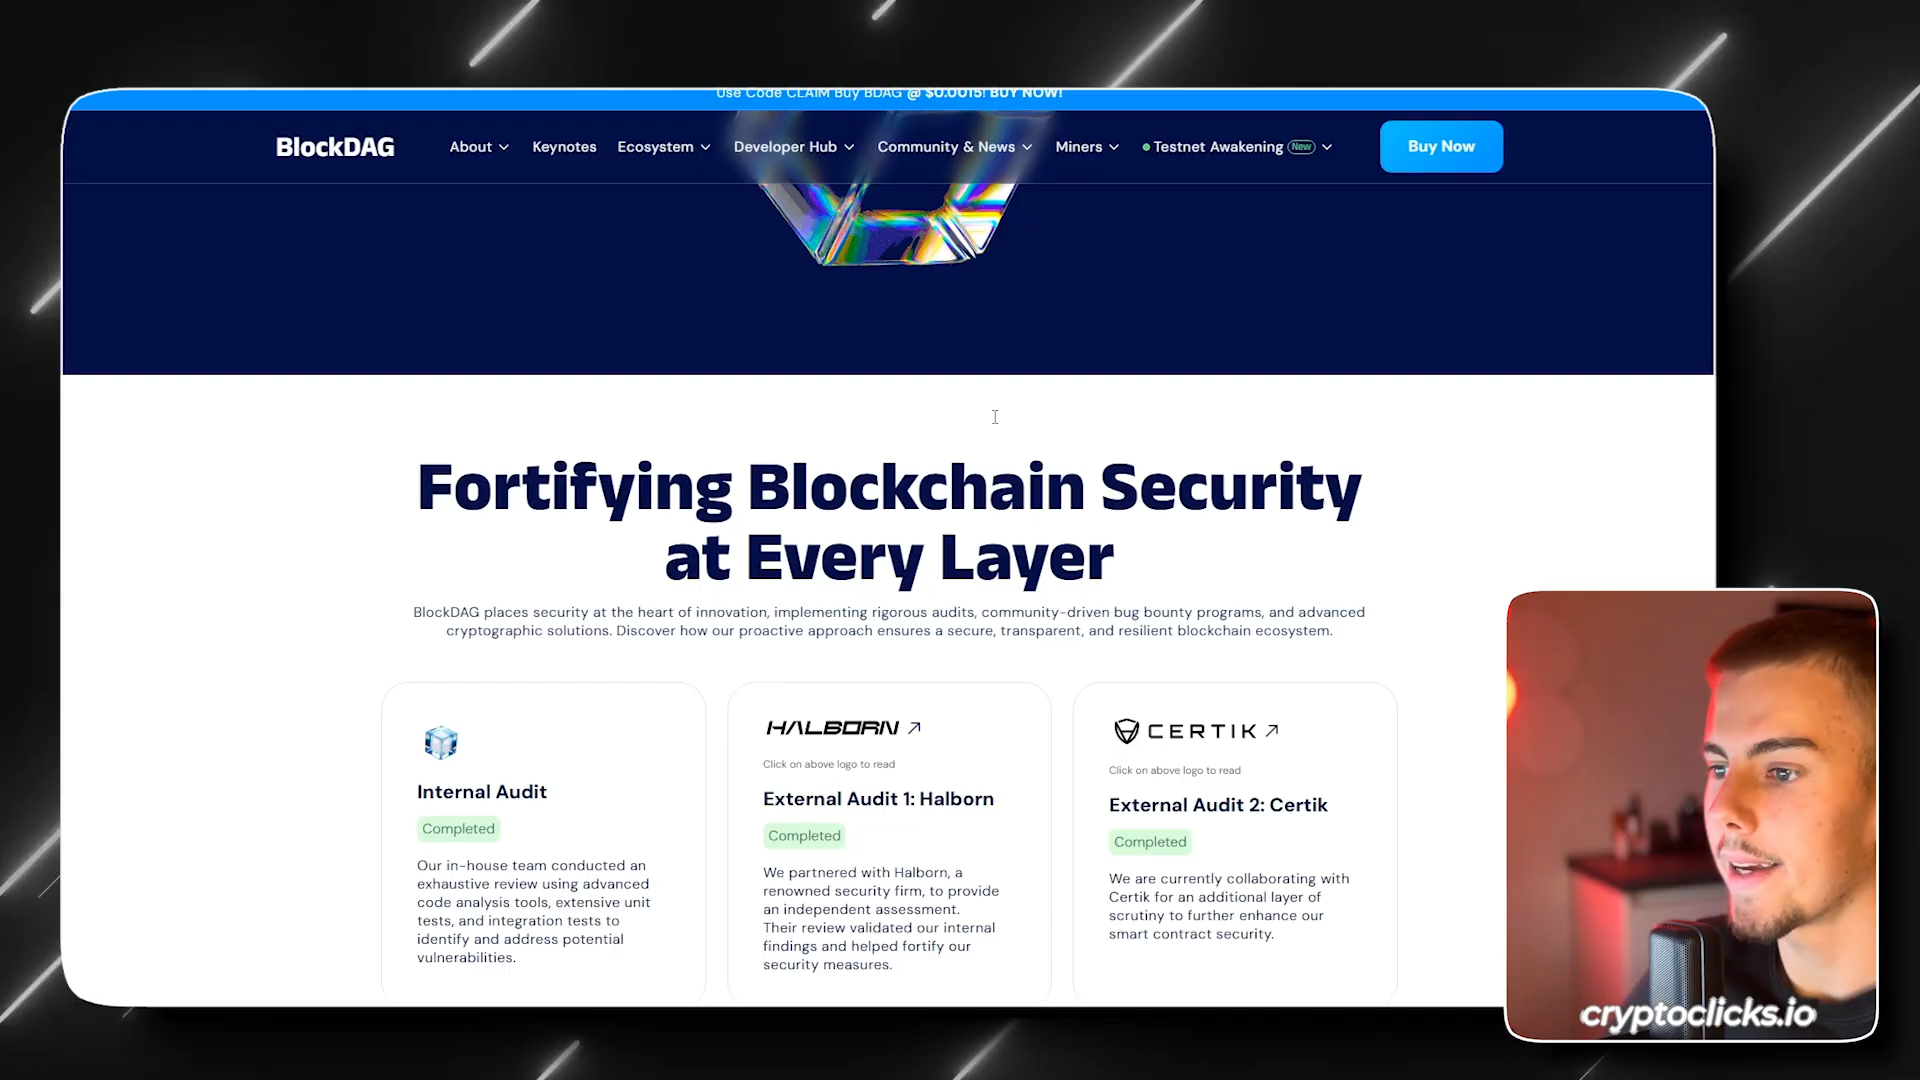 Use Code CLAIM Buy BDAG @ $0.0015! BUY NOW!
BlockDAG
About
Keynotes
Ecosystem
Developer Hub
Community & News
Miners
Testnet Awakening New
Buy Now
Fortifying Blockchain Security
at Every Layer
BlockDAG places security at the heart of innovation, implementing rigorous audits, community-driven bug bounty programs, and advanced
cryptographic solutions. Discover how our proactive approach ensures a secure, transparent, and resilient blockchain ecosystem.
Internal Audit
Completed
Our in-house team conducted an
exhaustive review using advanced
code analysis tools, extensive unit
tests, and integration tests to
identify and address potential
vulnerabilities.
HALBORN
Click on above logo to read
External Audit 1: Halborn
Completed
We partnered with Halborn, a
renowned security firm, to provide
an independent assessment.
Their review validated our internal
findings and helped fortify our
security measures.
CERTIK
Click on above logo to read
External Audit 2: Certik
Completed
We are currently collaborating with
Certik for an additional layer of
scrutiny to further enhance our
smart contract security.
cryptoclicks.io